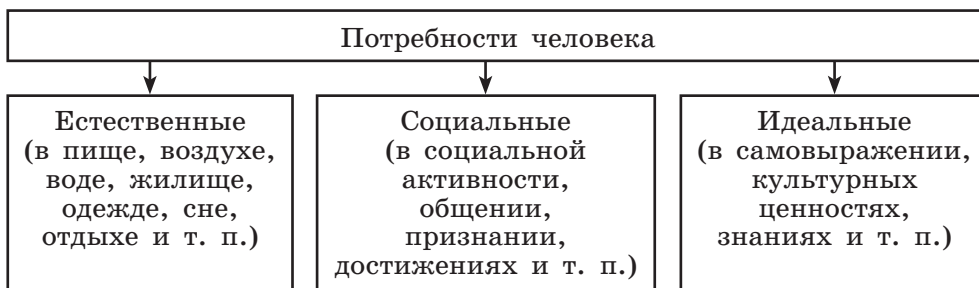 Потребности человека
Естественные
(в пище, воздухе,
воде, жилище,
одежде, сне,
отдыхе и т. п.)
Социальные
(в социальной
активности,
общении,
признании,
достижениях и т. п.)
Идеальные
(в самовыражении,
культурных
ценностях,
знаниях и т. п.)